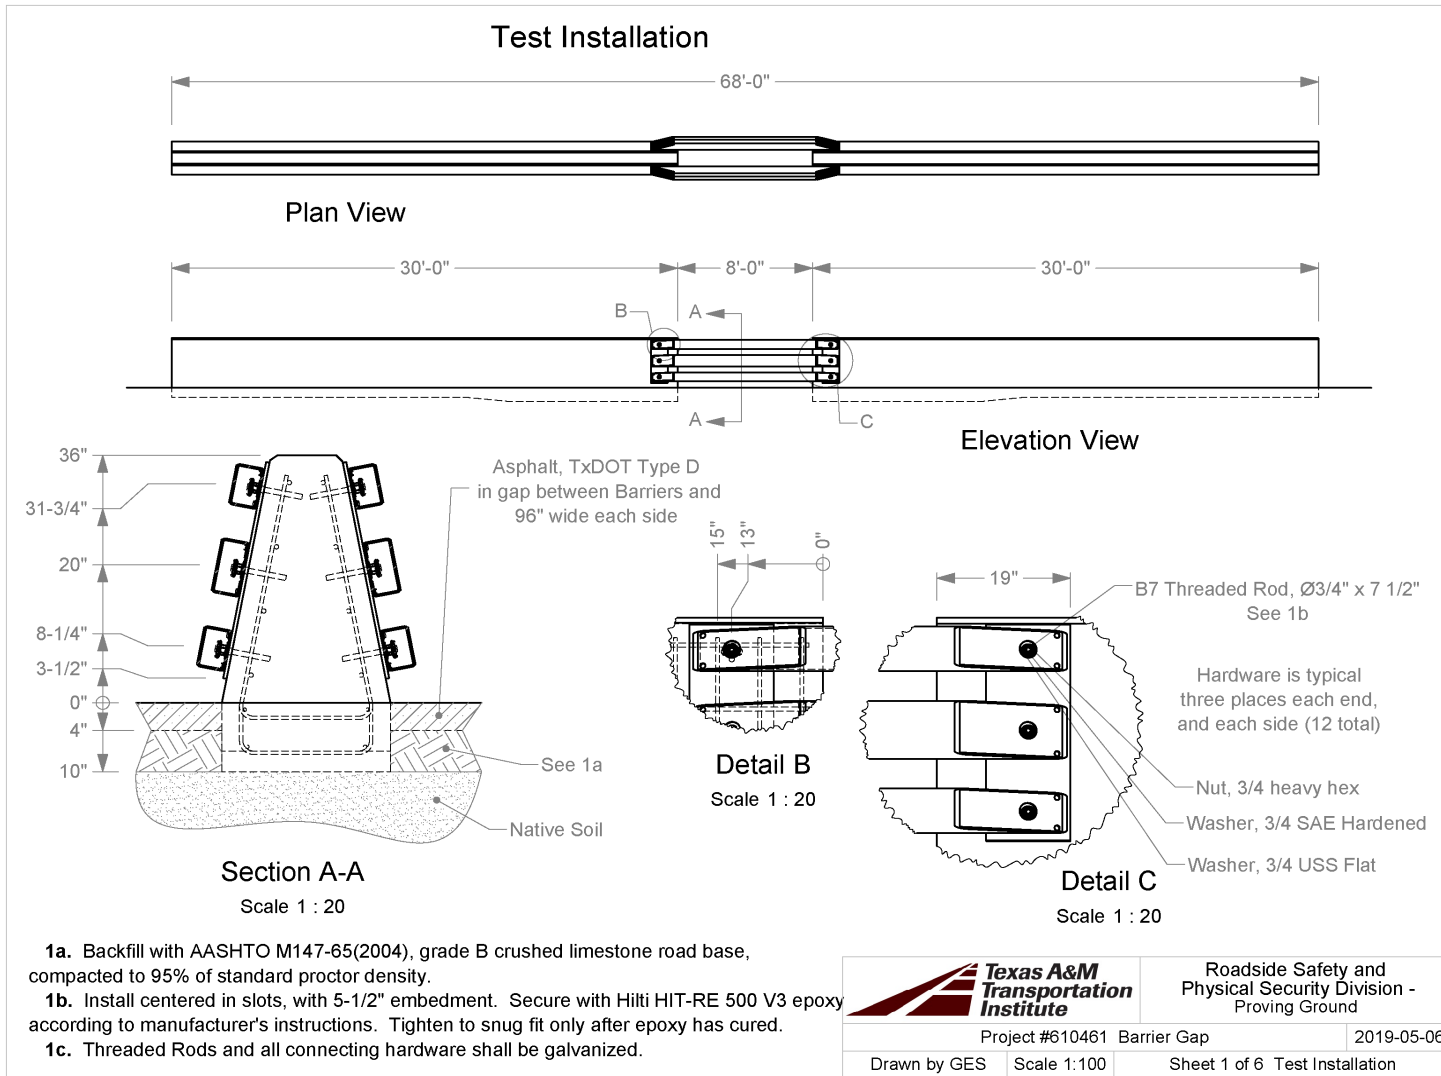 Test Installation
68'-0"
Plan View
30'-0"
8'-0"
30'-0"
B
A
A
C
Elevation View
36"
31-3/4"
20"
8-1/4"
3-1/2"
0"
4"
10"
Asphalt, TxDOT Type D
in gap between Barriers and
96" wide each side
See 1a
Native Soil
Section A-A
Scale 1 : 20
15"
13"
0"
Detail B
Scale 1 : 20
19"
B7 Threaded Rod, Ø3/4" x 7 1/2"
See 1b
Hardware is typical
three places each end,
and each side (12 total)
Nut, 3/4 heavy hex
Washer, 3/4 SAE Hardened
Washer, 3/4 USS Flat
Detail C
Scale 1 : 20
1a. Backfill with AASHTO M147-65(2004), grade B crushed limestone road base,
compacted to 95% of standard proctor density.
1b. Install centered in slots, with 5-1/2" embedment. Secure with Hilti HIT-RE 500 V3 epoxy
according to manufacturer's instructions. Tighten to snug fit only after epoxy has cured.
1c. Threaded Rods and all connecting hardware shall be galvanized.
Texas A&M
Transportation
Institute
Roadside Safety and
Physical Security Division -
Proving Ground
Project #610461 Barrier Gap
2019-05-06
Drawn by GES
Scale 1:100
Sheet 1 of 6 Test Installation